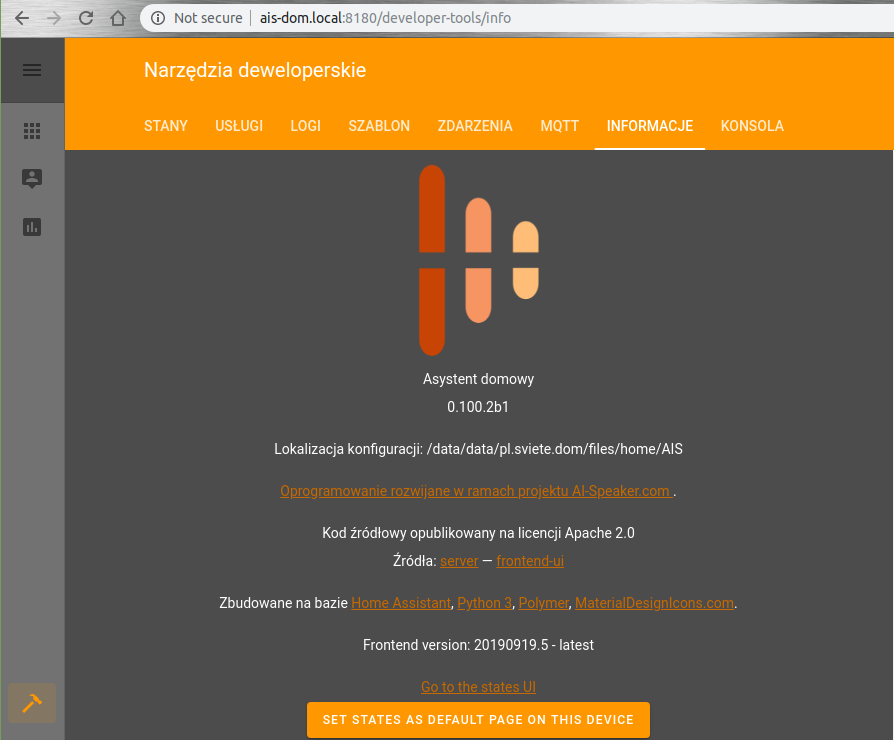 Not secure | ais-dom.local:8180/developer-tools/info
Narzędzia deweloperskie
STANY USŁUGI LOGI SZABLON ZDARZENIA MQTT INFORMACJE KONSOLA
Asystent domowy
0.100.2b1
Lokalizacja konfiguracji: /data/data/pl.sviete.dom/files/home/AIS
Oprogramowanie rozwijane w ramach projektu AI-Speaker.com .
Kod źródłowy opublikowany na licencji Apache 2.0
Źródła: server — frontend-ui
Zbudowane na bazie Home Assistant, Python 3, Polymer, MaterialDesignIcons.com.
Frontend version: 20190919.5 - latest
Go to the states UI
SET STATES AS DEFAULT PAGE ON THIS DEVICE